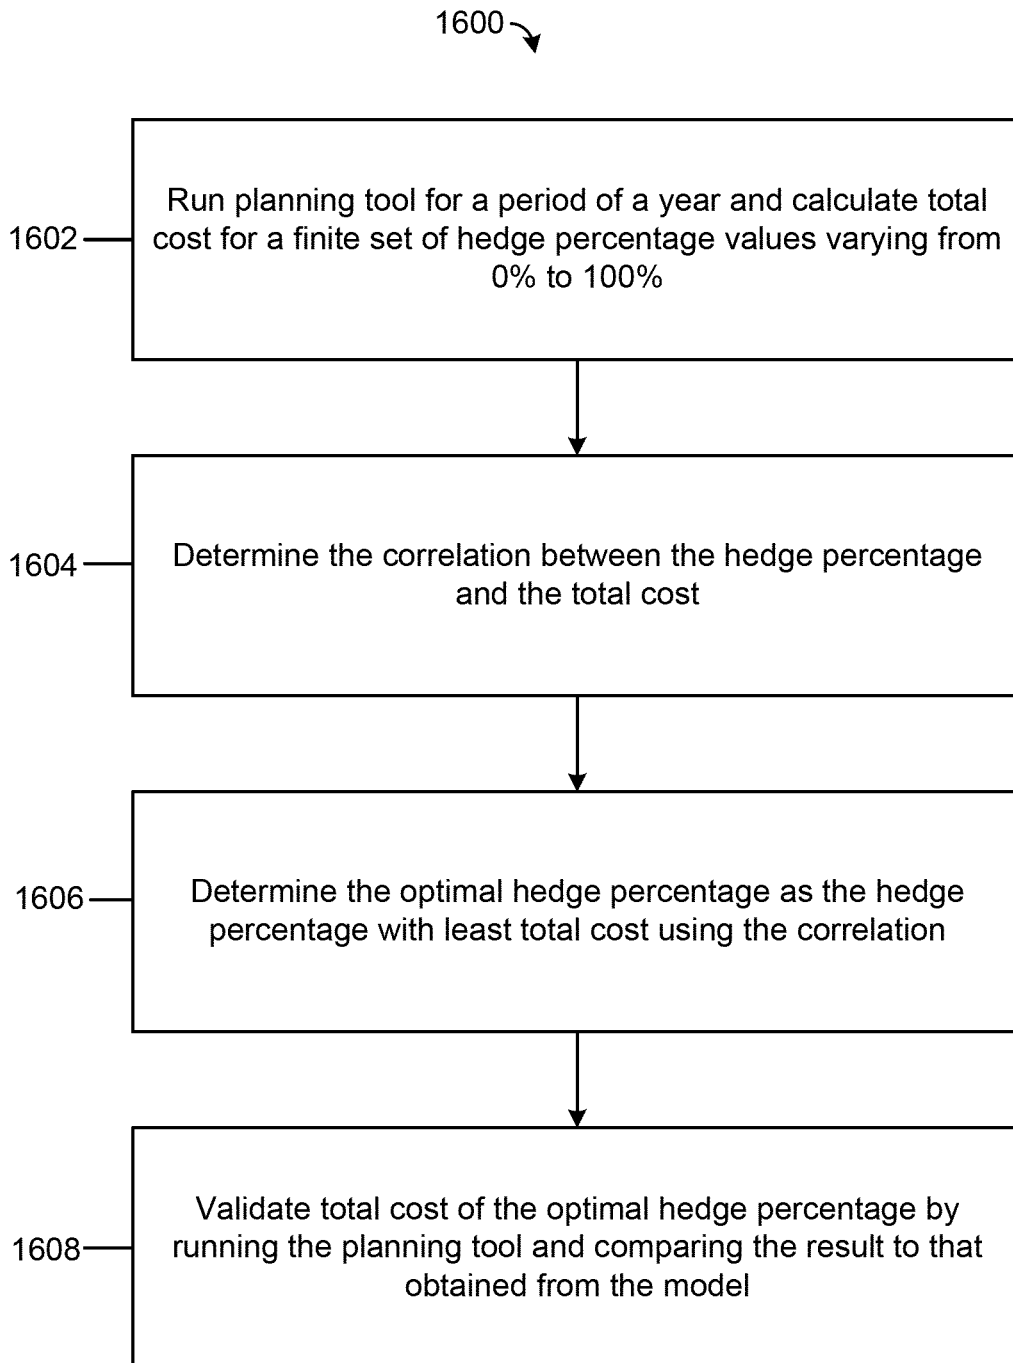 1600
1602
Run planning tool for a period of a year and calculate total
cost for a finite set of hedge percentage values varying from
0% to 100%
1604
Determine the correlation between the hedge percentage
and the total cost
1606
Determine the optimal hedge percentage as the hedge
percentage with least total cost using the correlation
1608
Validate total cost of the optimal hedge percentage by
running the planning tool and comparing the result to that
obtained from the model